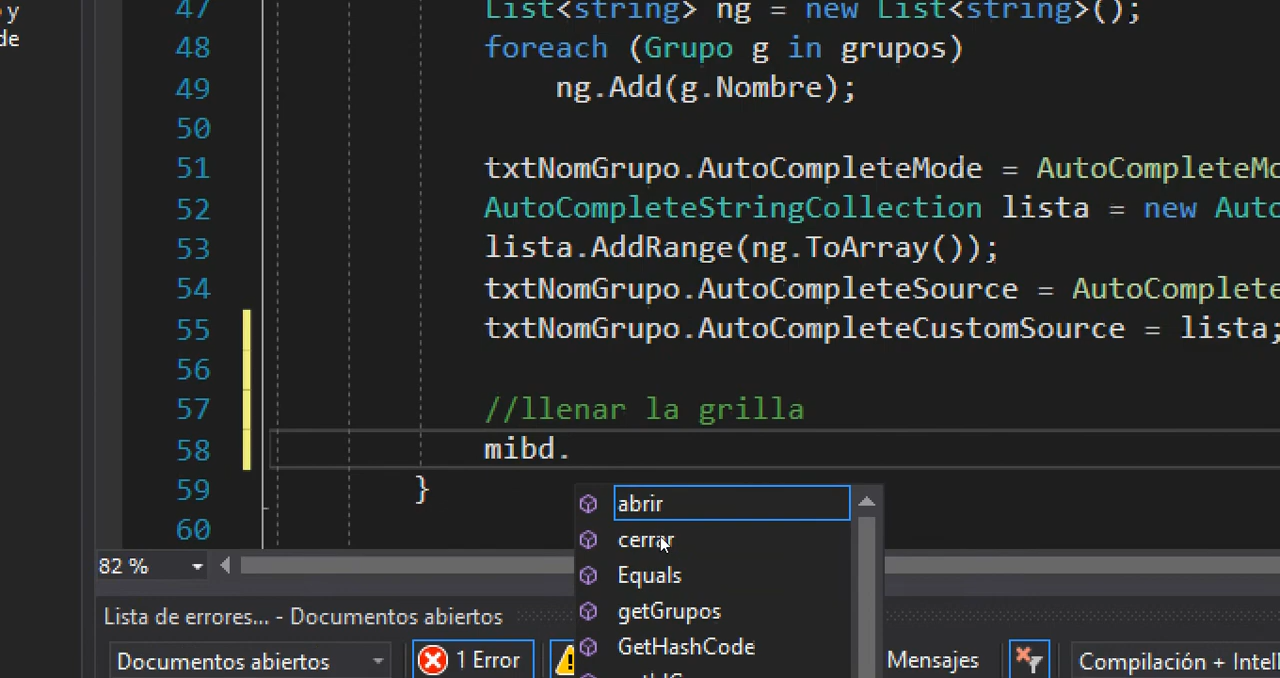 y
47 List<string> ng = new List<string>();
de
48 foreach (Grupo g in grupos)
49 ng.Add(g.Nombre);
50
51 txtNomGrupo.AutoCompleteMode = AutoCompleteMo
52 AutoCompleteStringCollection lista = new Auto
53 lista.AddRange(ng.ToArray());
54 txtNomGrupo.AutoCompleteSource = AutoComplete
55 txtNomGrupo.AutoCompleteCustomSource = lista;
56
57 //llenar la grilla
58 mibd.
59 }
abrir
60
cerrar
82 %
Equals
Lista de errores... - Documentos abiertos
getGrupos
Documentos abiertos
1 Error
GetHashCode
Mensajes
Compilación + Intell